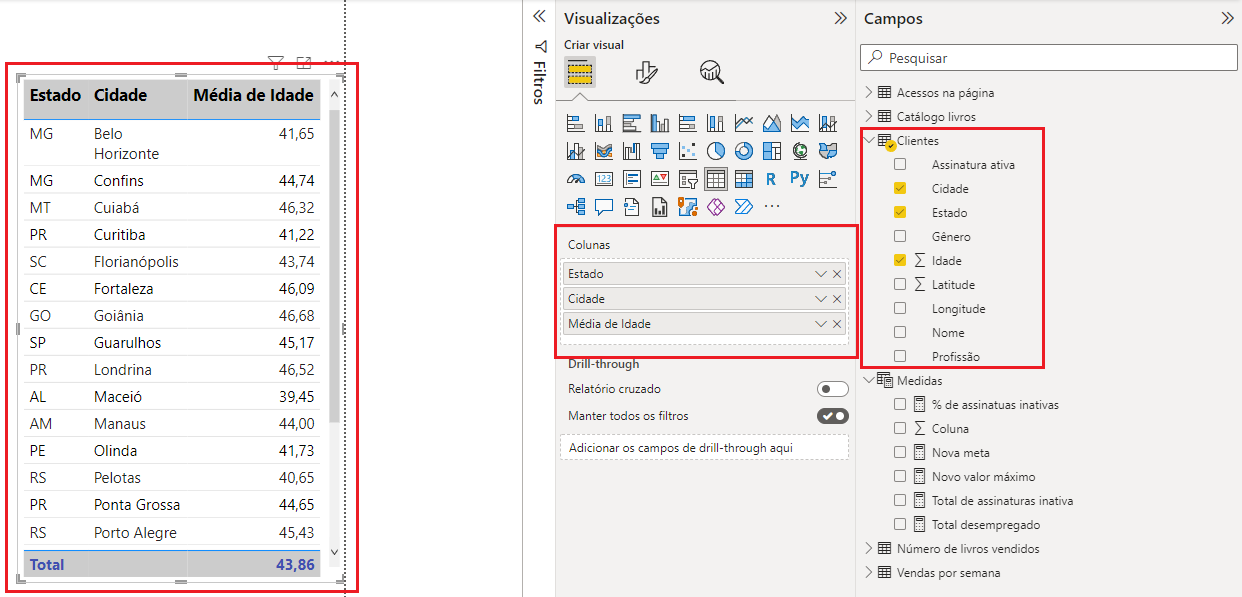 Estado Cidade Média de Idade
MG Belo Horizonte 41,65
MG Confins 44,74
MT Cuiabá 46,32
PR Curitiba 41,22
SC Florianópolis 43,74
CE Fortaleza 46,09
GO Goiânia 46,68
SP Guarulhos 45,17
PR Londrina 46,52
AL Maceió 39,45
AM Manaus 44,00
PE Olinda 41,73
RS Pelotas 40,65
PR Ponta Grossa 44,65
RS Porto Alegre 45,43
Total 43,86
Filtros
Visualizações
Criar visual
123
R
Py
Colunas
Estado
Cidade
Média de Idade
Drill-through
Relatório cruzado
Manter todos os filtros
Adicionar os campos de drill-through aqui
Campos
Pesquisar
Acessos na página
Catálogo livros
Clientes
Assinatura ativa
Cidade
Estado
Gênero
∑ Idade
∑ Latitude
Longitude
Nome
Profissão
Medidas
% de assinatuas inativas
∑ Coluna
Nova meta
Novo valor máximo
Total de assinaturas inativa
Total desempregado
Número de livros vendidos
Vendas por semana